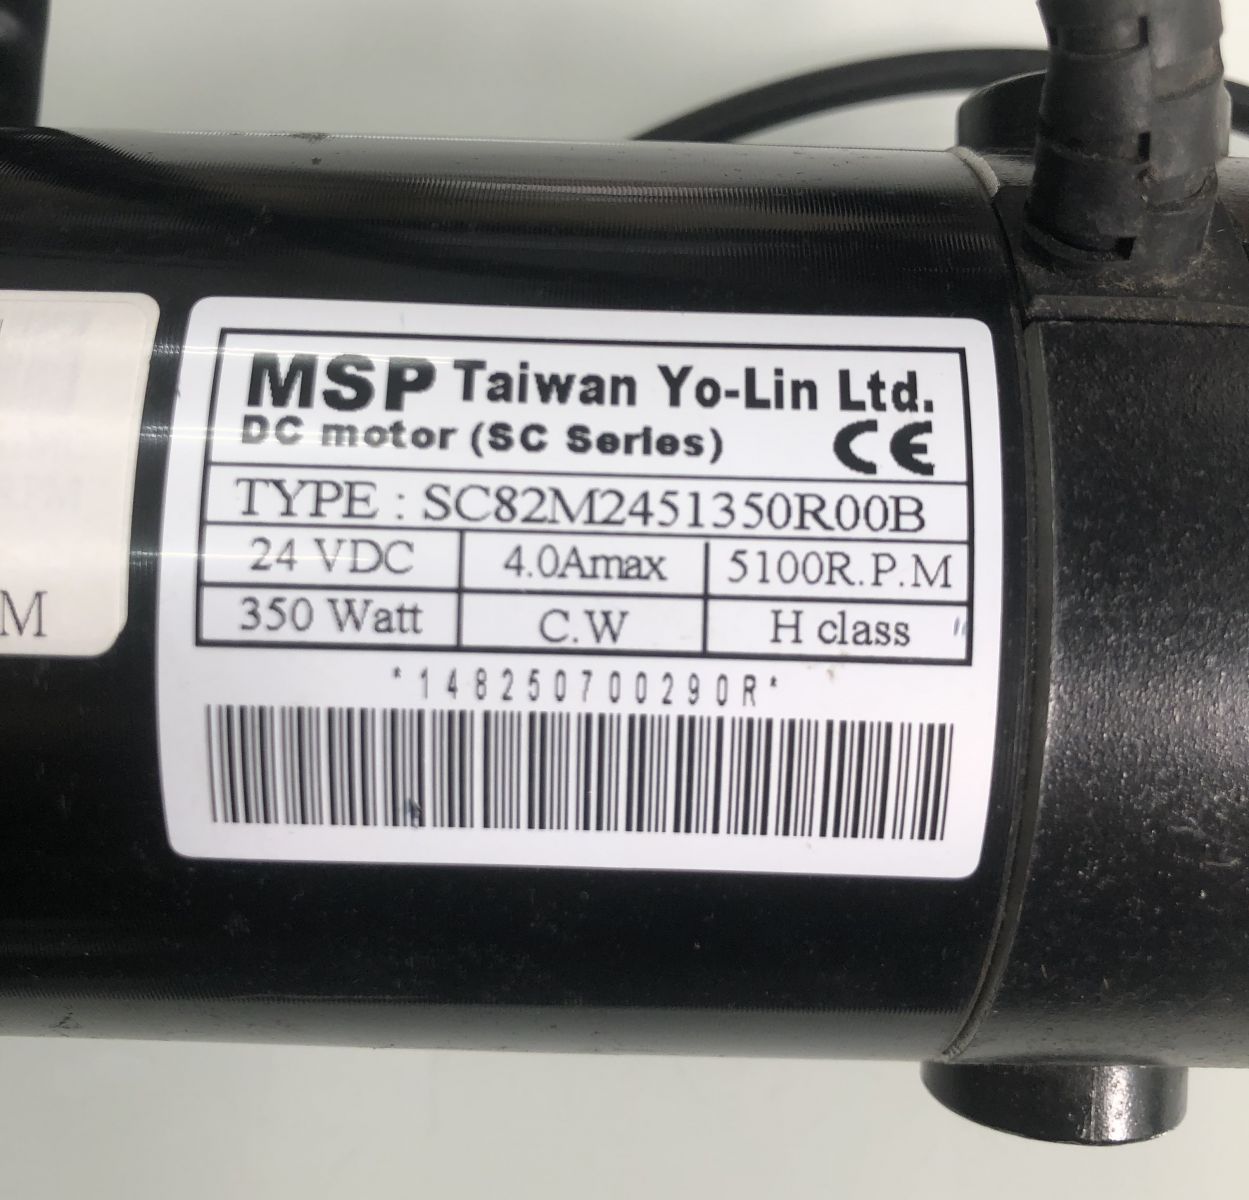 MSP Taiwan Yo-Lin Ltd.
DC motor (SC Series) CE
TYPE : SC82M2451350R00B
24 VDC 4.0Amax 5100R.P.M
350 Watt C.W H class
*148250700290R*
M